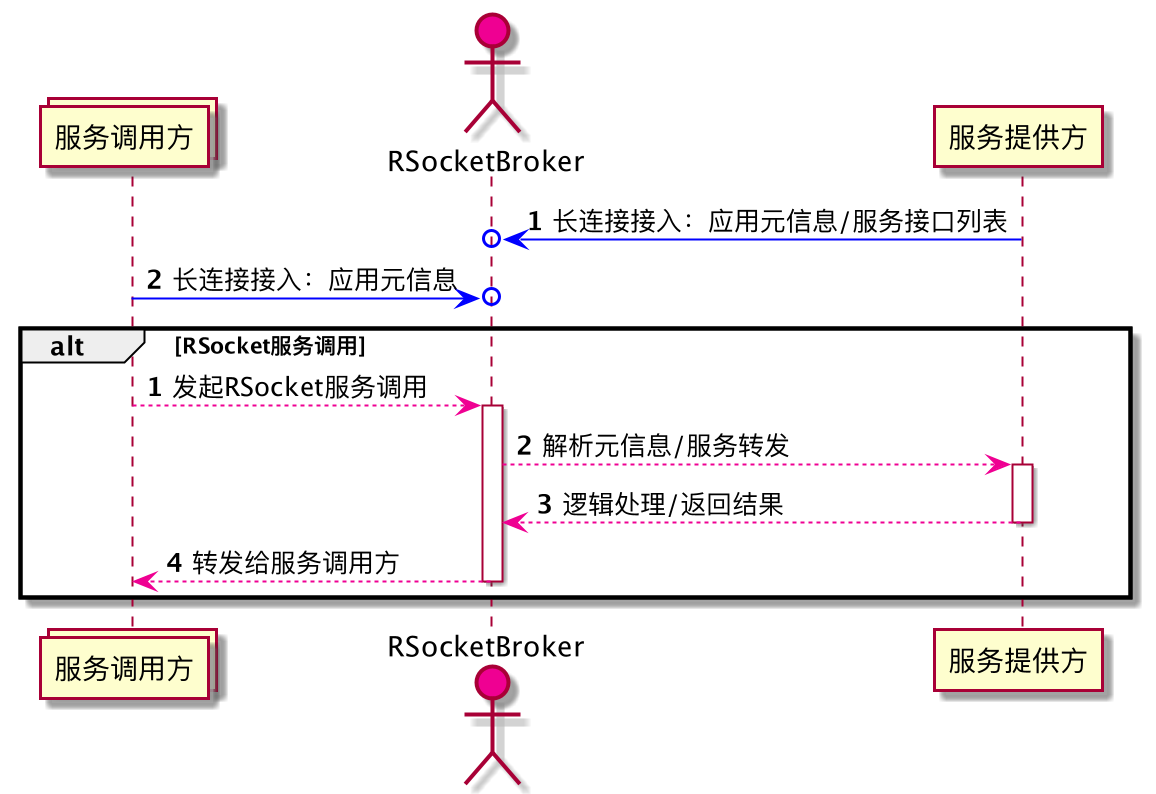 服务调用方
RSocketBroker
服务提供方
1 长连接接入：应用元信息/服务接口列表
2 长连接接入：应用元信息
alt [RSocket服务调用]
1 发起RSocket服务调用
2 解析元信息/服务转发
3 逻辑处理/返回结果
4 转发给服务调用方
服务调用方
RSocketBroker
服务提供方